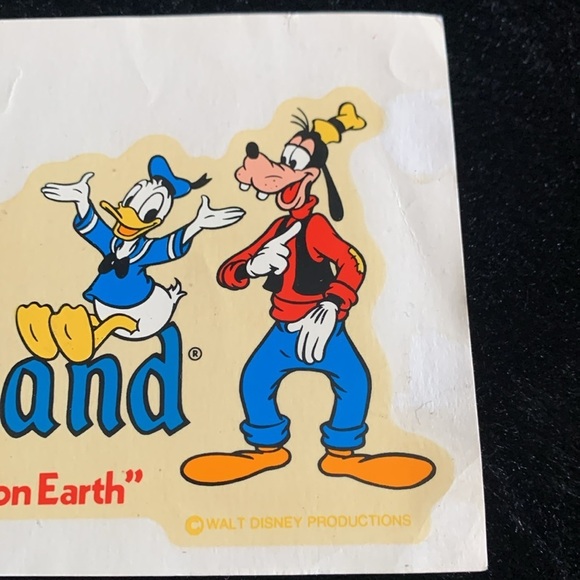 and®
on Earth”
© WALT DISNEY PRODUCTIONS